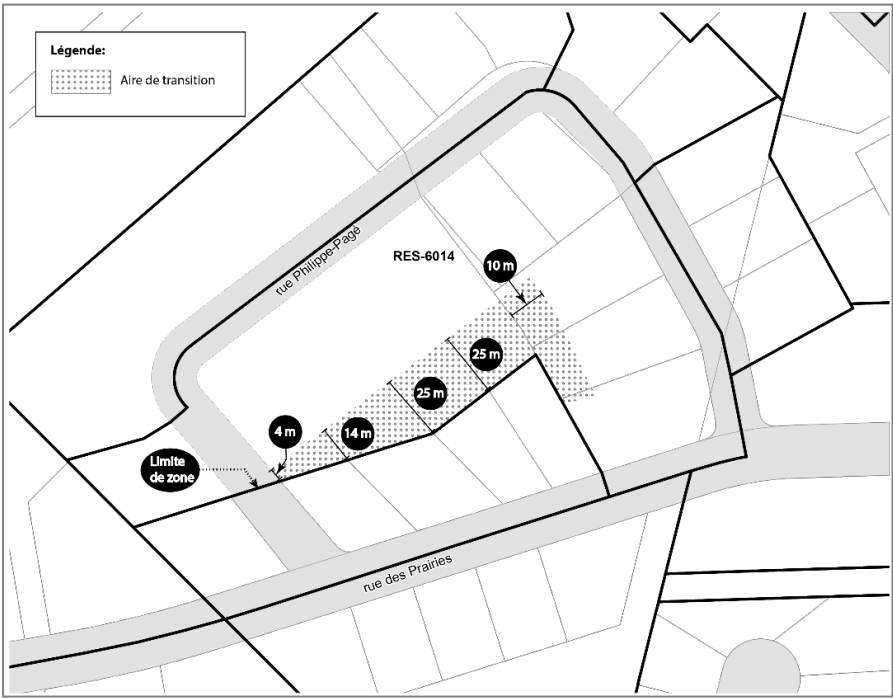 Légende:
Aire de transition
rue Philippe-Pagé
RES-6014
10 m
25 m
25 m
14 m
4 m
Limite
de zone
rue des Prairies